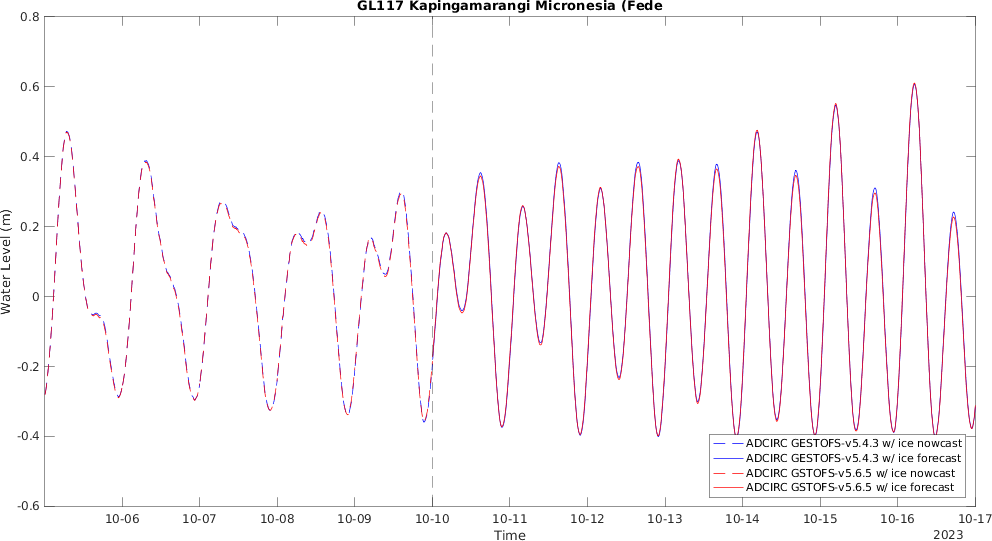 GL117 Kapingamarangi Micronesia (Fede
0.8
0.6
0.4
0.2
0
-0.2
-0.4
-0.6
Water Level (m)
ADCIRC GESTOFS-v5.4.3 w/ ice nowcast
ADCIRC GESTOFS-v5.4.3 w/ ice forecast
ADCIRC GSTOFS-v5.6.5 w/ ice nowcast
ADCIRC GSTOFS-v5.6.5 w/ ice forecast
10-06 10-07 10-08 10-09 10-10 10-11 10-12 10-13 10-14 10-15 10-16 10-17
Time
2023